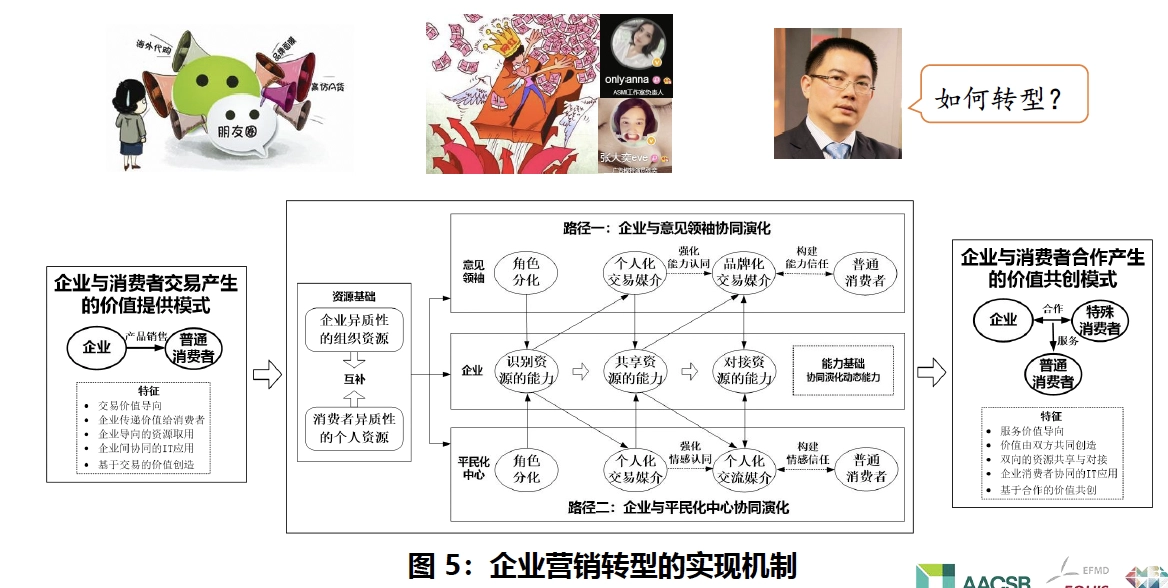 海外代购
品牌面膜
高仿A货
朋友圈
onlyanna
ASM工作室负责人
张大奕eve
如何转型？
企业与消费者交易产生
的价值提供模式
企业
产品销售
普通
消费者
特征
• 交易价值导向
• 企业传递价值给消费者
• 企业导向的资源取用
• 企业间协同的IT应用
• 基于交易的价值创造
资源基础
企业异质性
的组织资源
互补
消费者异质性
的个人资源
路径一：企业与意见领袖协同演化
意见
领袖
角色
分化
个人化
交易媒介
强化
能力认同
品牌化
交易媒介
构建
能力信任
普通
消费者
企业
识别资
源的能力
共享资
源的能力
对接资
源的能力
能力基础
协同演化动态能力
平民化
中心
角色
分化
个人化
交易媒介
强化
情感认同
个人化
交流媒介
构建
情感信任
普通
消费者
路径二：企业与平民化中心协同演化
企业与消费者合作产生
的价值共创模式
企业
合作
特殊
消费者
服务
普通
消费者
特征
• 服务价值导向
• 价值由双方共同创造
• 双向的资源共享与对接
• 企业消费者协同的IT应用
• 基于合作的价值共创
图 5：企业营销转型的实现机制
AACSB
EFMD
EQUIS